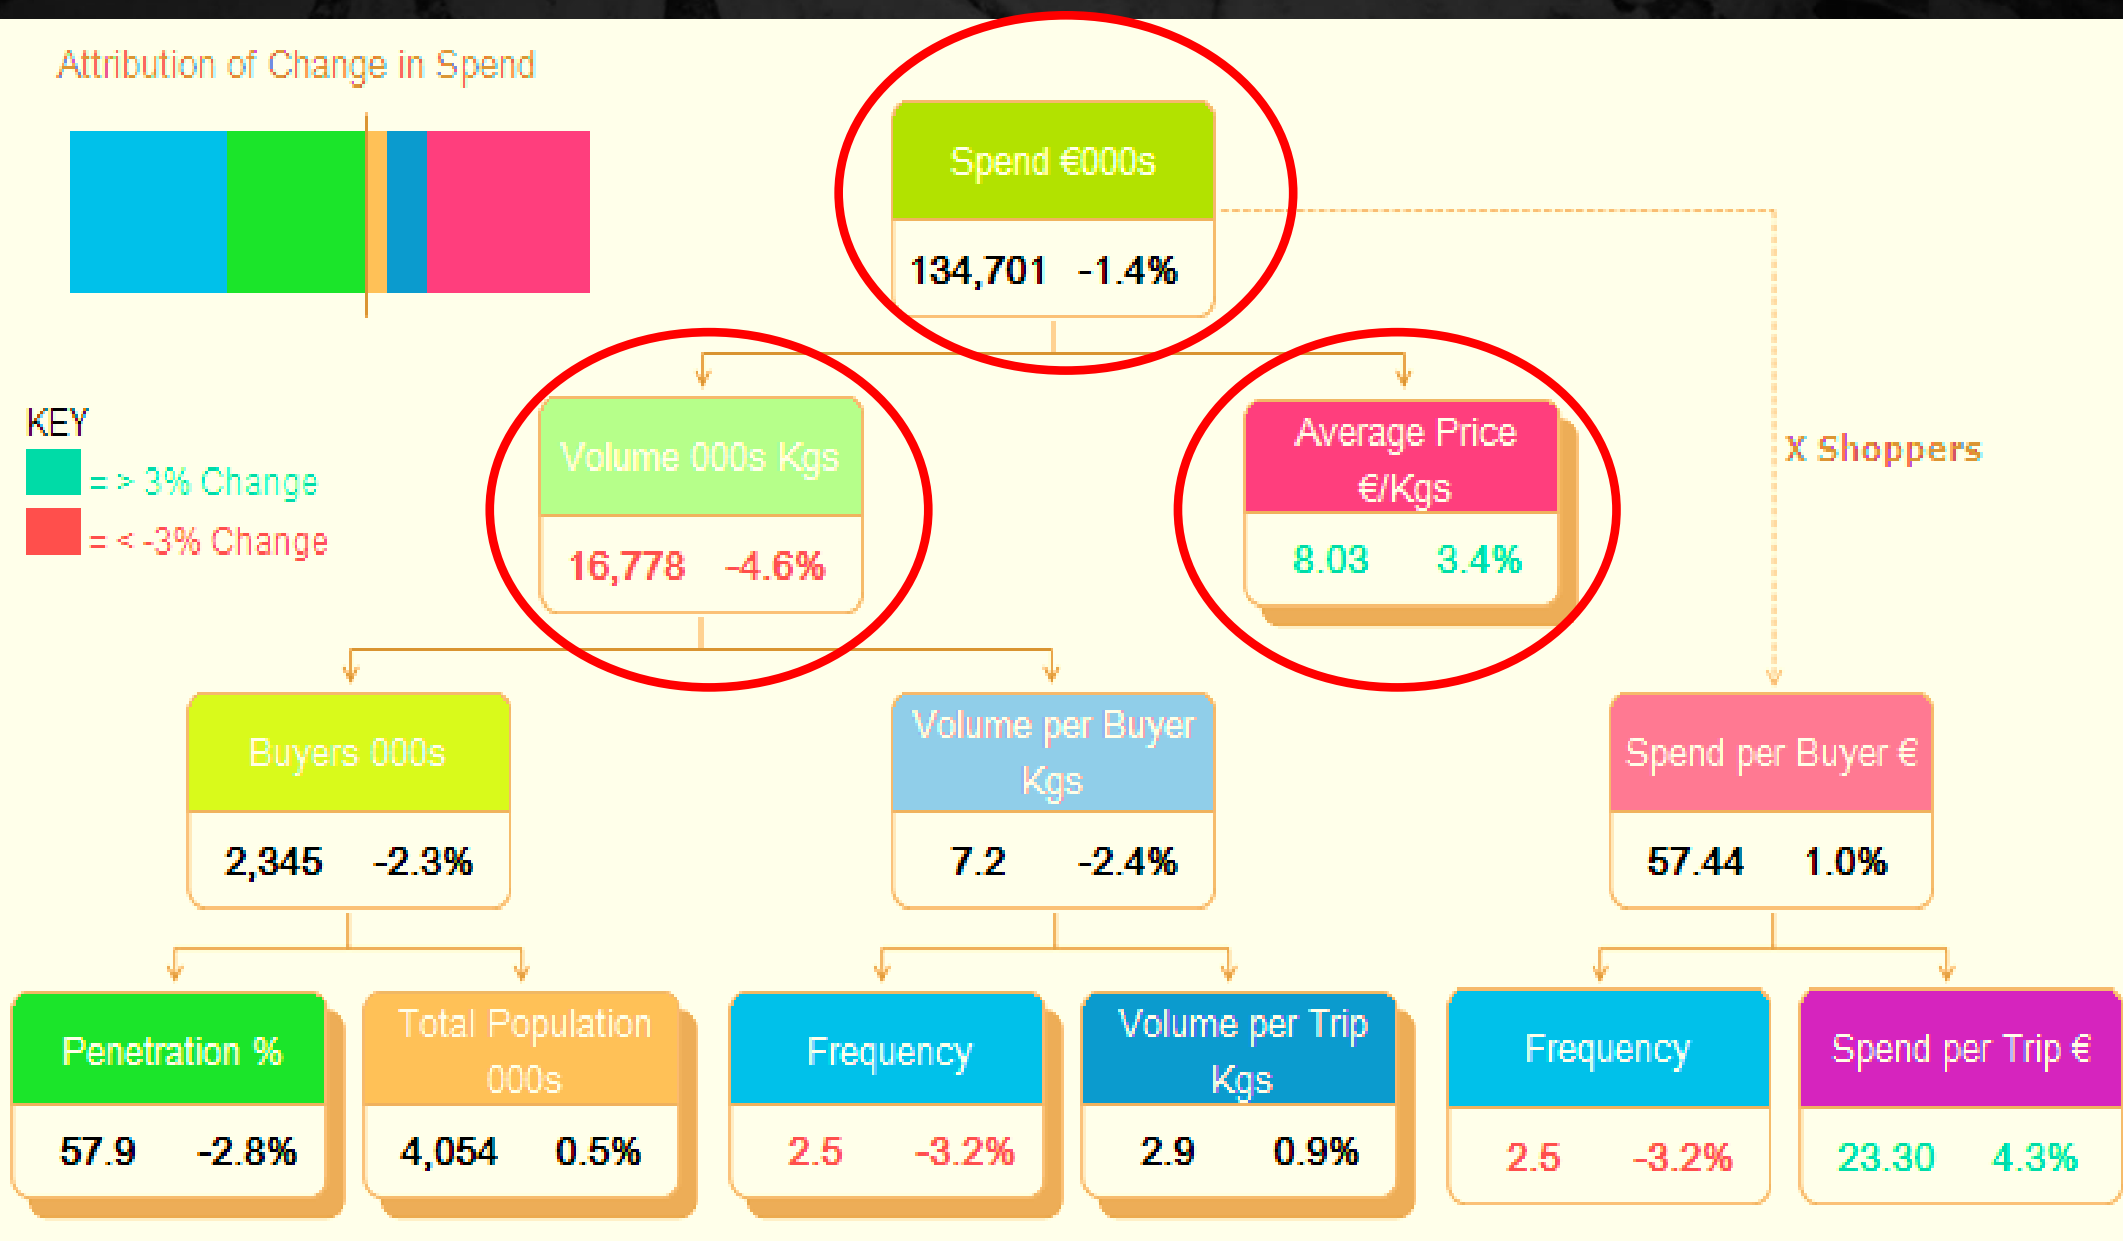 Attribution of Change in Spend
Spend €000s
134,701 -1.4%
KEY
= > 3% Change
= < -3% Change
Volume 000s Kgs
16,778 -4.6%
Average Price
€/Kgs
8.03 3.4%
X Shoppers
Buyers 000s
2,345 -2.3%
Volume per Buyer
Kgs
7.2 -2.4%
Spend per Buyer €
57.44 1.0%
Penetration %
57.9 -2.8%
Total Population
000s
4,054 0.5%
Frequency
2.5 -3.2%
Volume per Trip
Kgs
2.9 0.9%
Frequency
2.5 -3.2%
Spend per Trip €
23.30 4.3%